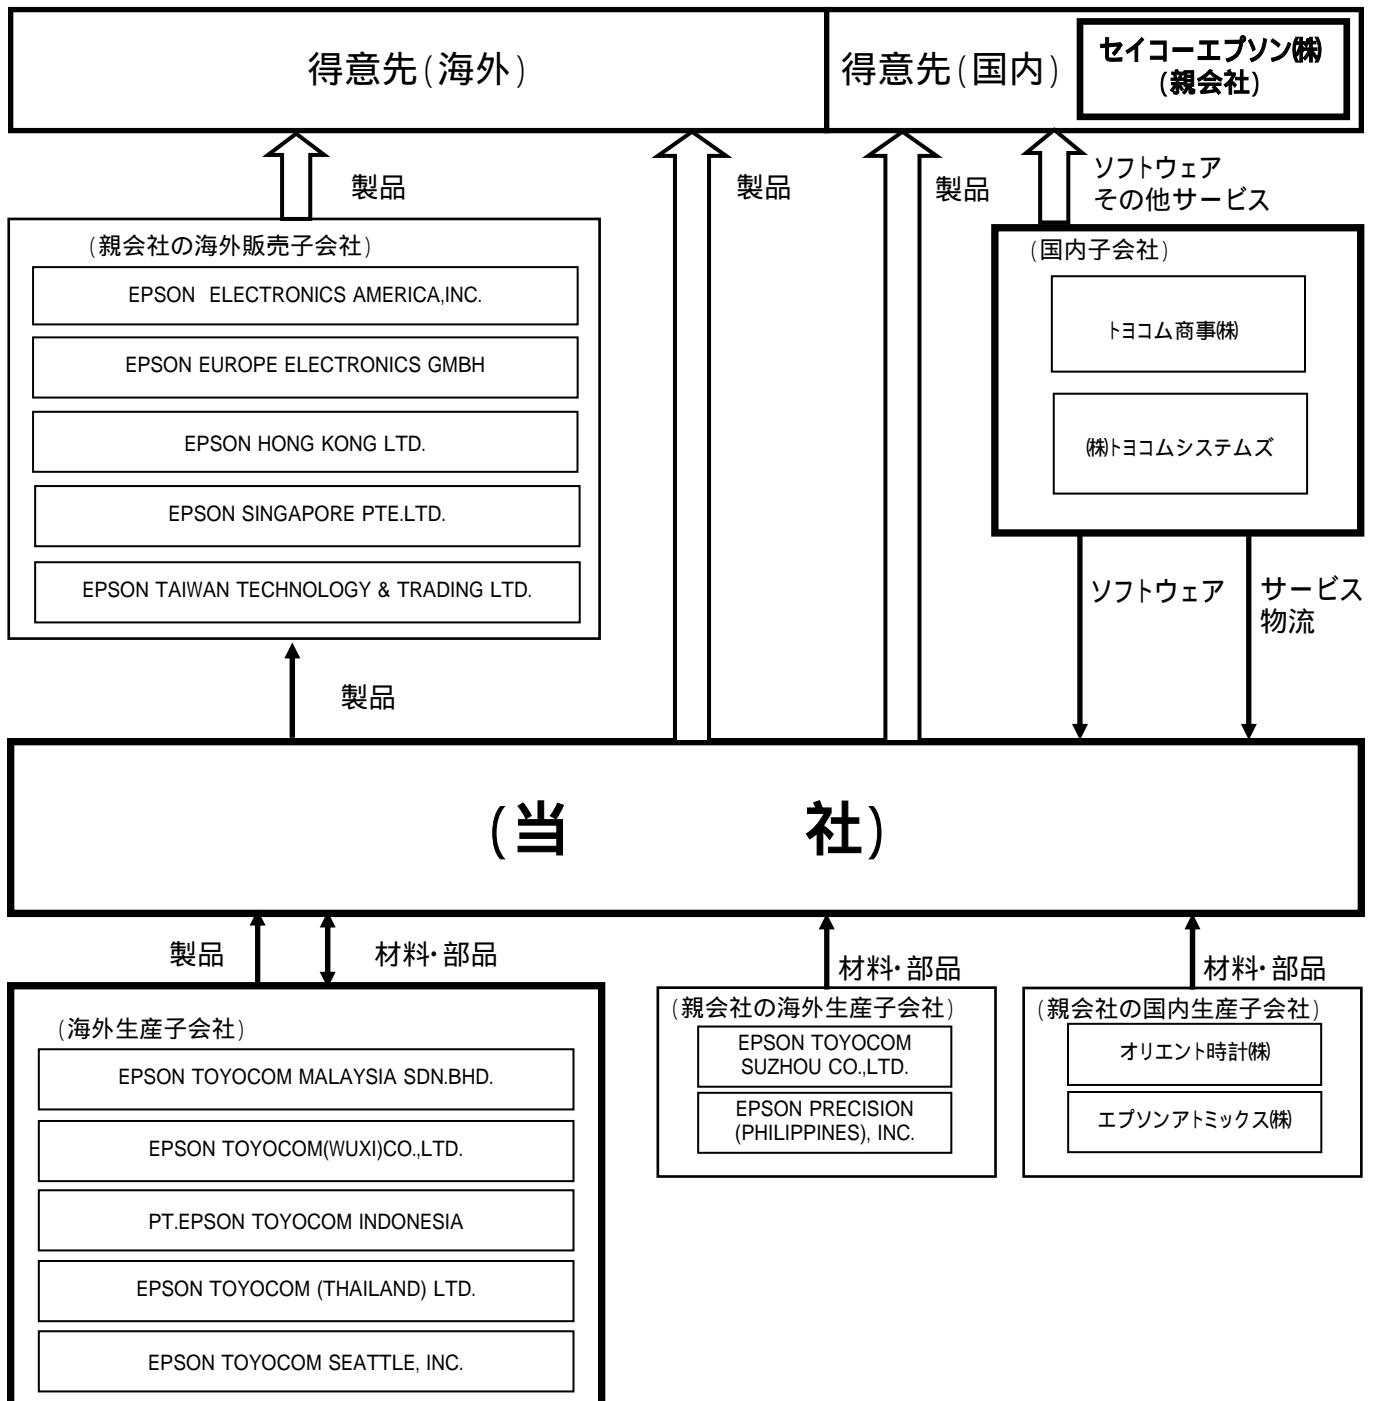 得意先(海外)
得意先(国内)
セイコーエプソン㈱
(親会社)
製品
製品
製品
ソフトウェア
その他サービス
(親会社の海外販売子会社)
EPSON ELECTRONICS AMERICA,INC.
EPSON EUROPE ELECTRONICS GMBH
EPSON HONG KONG LTD.
EPSON SINGAPORE PTE.LTD.
EPSON TAIWAN TECHNOLOGY & TRADING LTD.
(国内子会社)
トヨコム商事㈱
㈱トヨコムシステムズ
製品
ソフトウェア
サービス
物流
(当 社)
製品
材料・部品
材料・部品
材料・部品
(海外生産子会社)
EPSON TOYOCOM MALAYSIA SDN.BHD.
EPSON TOYOCOM(WUXI)CO.,LTD.
PT.EPSON TOYOCOM INDONESIA
EPSON TOYOCOM (THAILAND) LTD.
EPSON TOYOCOM SEATTLE, INC.
(親会社の海外生産子会社)
EPSON TOYOCOM
SUZHOU CO.,LTD.
EPSON PRECISION
(PHILIPPINES), INC.
(親会社の国内生産子会社)
オリエント時計㈱
エプソンアトミックス㈱